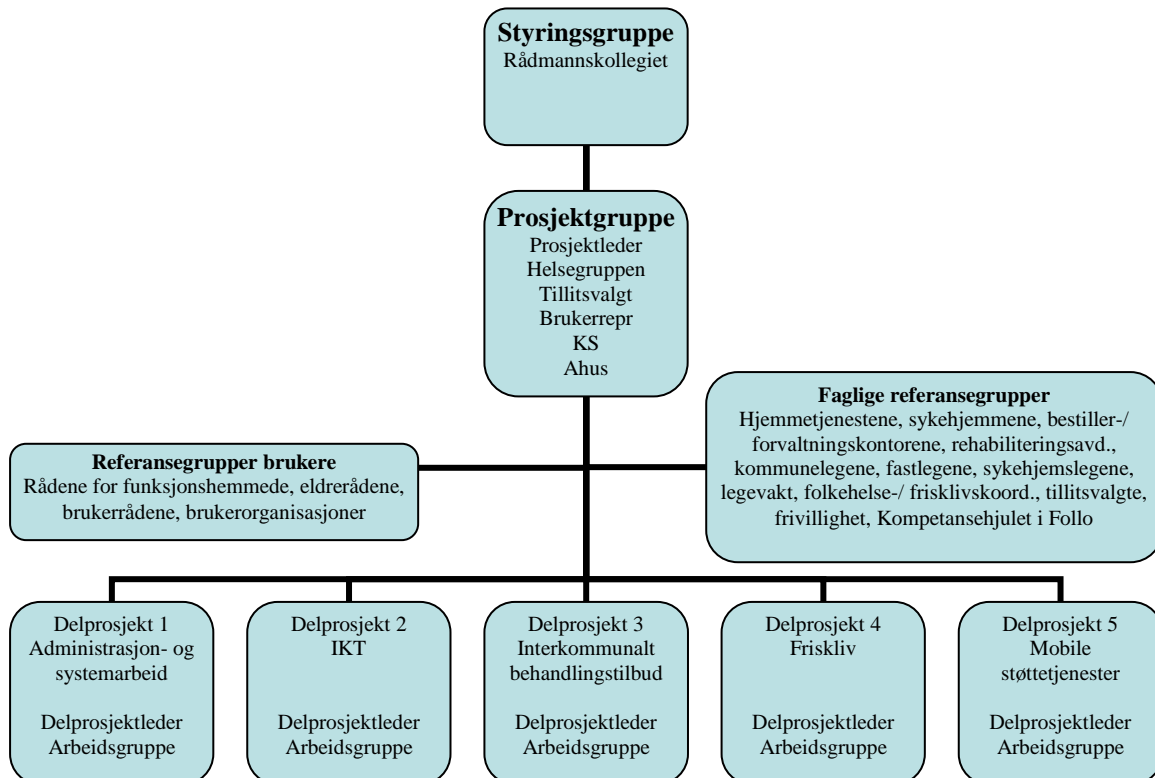 Styringsgruppe
Rådmannskollegiet
Prosjektgruppe
Prosjektleder
Helsegruppen
Tillitsvalgt
Brukerrepr
KS
Ahus
Faglige referansegrupper
Hjemmetjenestene, sykehjemmene, bestiller-/
forvaltningskontorene, rehabiliteringsavd.,
kommunelegene, fastlegene, sykehjemslegene,
legevakt, folkehelse-/ frisklivskoord., tillitsvalgte,
frivillighet, Kompetansehjulet i Follo
Referansegrupper brukere
Rådene for funksjonshemmede, eldrerådene,
brukerrådene, brukerorganisasjoner
Delprosjekt 1
Administrasjon- og
systemarbeid
Delprosjektleder
Arbeidsgruppe
Delprosjekt 2
IKT
Delprosjektleder
Arbeidsgruppe
Delprosjekt 3
Interkommunalt
behandlingstilbud
Delprosjektleder
Arbeidsgruppe
Delprosjekt 4
Friskliv
Delprosjektleder
Arbeidsgruppe
Delprosjekt 5
Mobile
støttetjenester
Delprosjektleder
Arbeidsgruppe